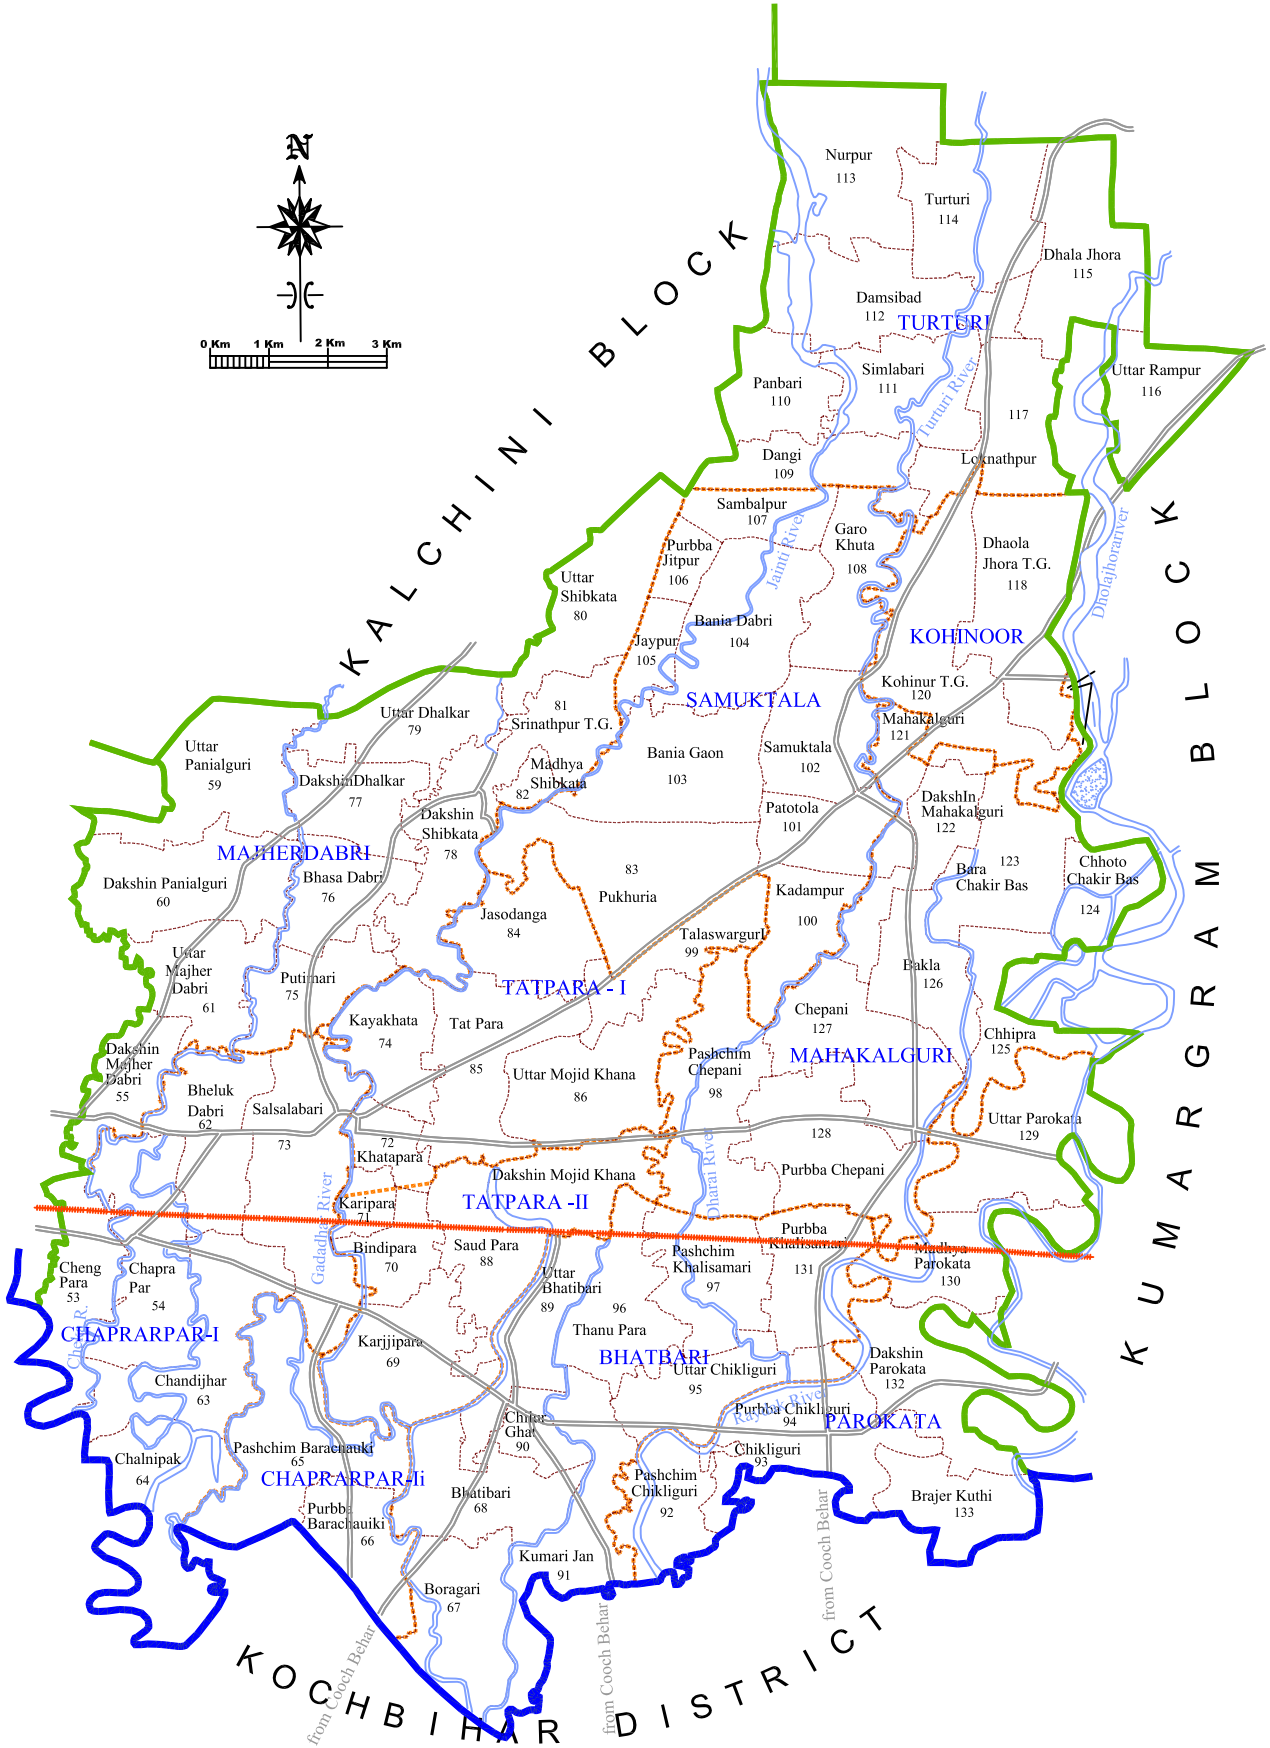 N
0 Km 1 Km 2 Km 3 Km
KALCHINI BLOCK
KUMARGRAM BLOCK
KOCHBIHAR DISTRICT
Nurpur
113
Turturi
114
Dhala Jhora
115
Damsibad
112
TURTURI
Simlabari
111
Uttar Rampur
116
Panbari
110
Turturi River
117
Dangi
109
Loknathpur
Sambalpur
107
Garo
Khuta
108
Jainti River
Dholajhorariver
Purbba
Jitpur
106
Dhaola
Jhora T.G.
118
Uttar
Shibkata
80
Bania Dabri
104
Jaypur
105
KOHINOOR
Kohinur T.G.
120
SAMUKTALA
81
Srinathpur T.G.
Uttar Dhalkar
79
Mahakalguri
121
Uttar
Panialguri
59
Bania Gaon
103
Samuktala
102
Madhya
Shibkata
82
DakshinDhalkar
77
Dakshin
Shibkata
78
Patotola
101
DakshIn
Mahakalguri
122
MAJHERDABRI
Bhasa Dabri
76
Dakshin Panialguri
60
83
Pukhuria
Kadampur
100
Bara
Chakir Bas
123
Chhoto
Chakir Bas
124
Jasodanga
84
TalaswargurI
99
Uttar
Majher
Dabri
61
Putimari
75
Bakla
126
TATPARA - I
Kayakhata
74
Tat Para
85
Chepani
127
Chhipra
125
MAHAKALGURI
Dakshin
Majher
Dabri
55
Pashchim
Chepani
98
Uttar Mojid Khana
86
Bheluk
Dabri
62
Salsalabari
73
Uttar Parokata
129
72
Khatapara
128
Purbba Chepani
Dakshin Mojid Khana
Dharai River
Gadadhar River
Karipara
71
TATPARA -II
Purbba
Khalisamari
131
Bindipara
70
Saud Para
88
Pashchim
Khalisamari
97
Madhya
Parokata
130
Cheng
Para
53
Chapra
Par
54
Uttar
Bhatibari
89
96
Thanu Para
CHAPRARPAR-I
Karjjipara
69
BHATBARI
Uttar Chikliguri
95
Dakshin
Parokata
132
Chandijhar
63
Purbba Chikliguri
94
PAROKATA
Chikliguri
93
Ghat
90
Pashchim Barachauki
65
CHAPRARPAR-Ii
Chalnipak
64
Pashchim
Chikliguri
92
Bhatibari
68
Brajer Kuthi
133
Purbba
Barachauiki
66
Kumari Jan
91
Boragari
67
from Cooch Behar
from Cooch Behar
from Cooch Behar